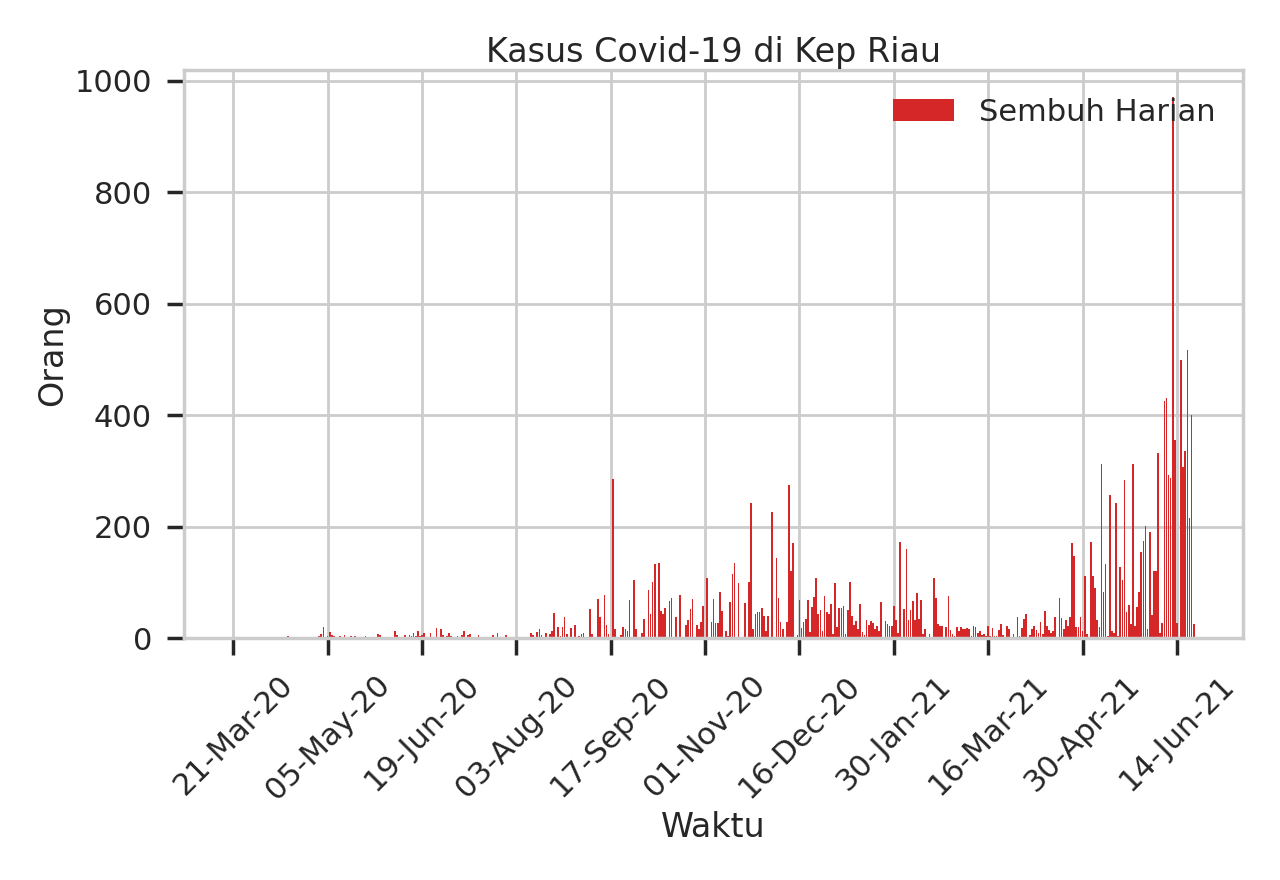 Kasus Covid-19 di Kep Riau
Sembuh Harian
Orang
1000
800
600
400
200
0
21-Mar-20
05-May-20
19-Jun-20
03-Aug-20
17-Sep-20
01-Nov-20
16-Dec-20
30-Jan-21
16-Mar-21
30-Apr-21
14-Jun-21
Waktu